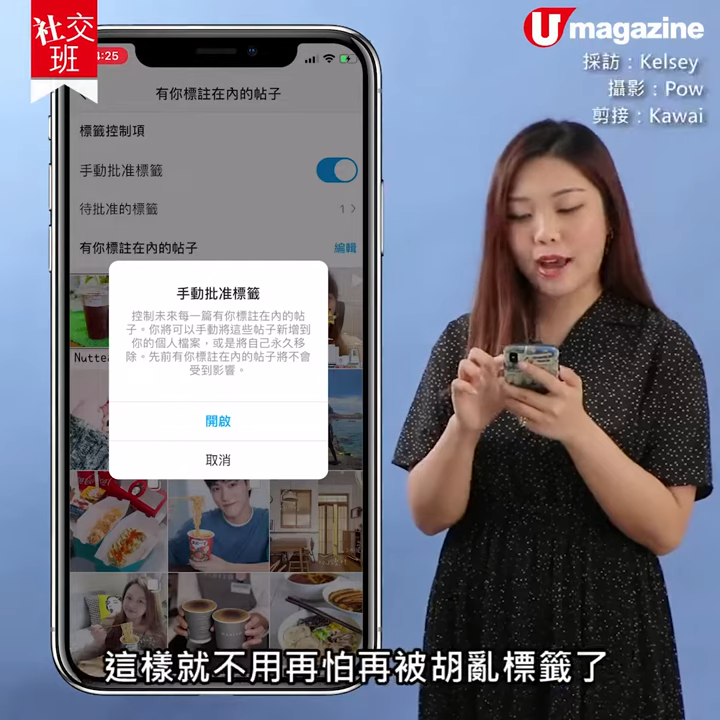 社交班
Umagazine
採訪：Kelsey
攝影：Pow
剪接：Kawai
4:25
有你標註在內的帖子
標籤控制項
手動批准標籤
待批准的標籤
1
有你標註在內的帖子
編輯
手動批准標籤
控制未來每一篇有你標註在內的帖
子。你將可以手動將這些帖子新增到
你的個人檔案，或是將自己永久移
除。先前有你標註在內的帖子將不會
受到影響。
開啟
取消
Nuttea
這樣就不用再怕再被胡亂標籤了